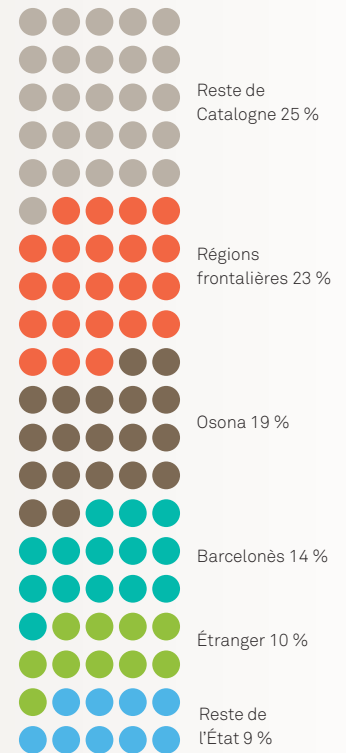 Reste de
Catalogne 25 %
Régions
frontalières 23 %
Osona 19 %
Barcelonès 14 %
Étranger 10 %
Reste de
l’État 9 %